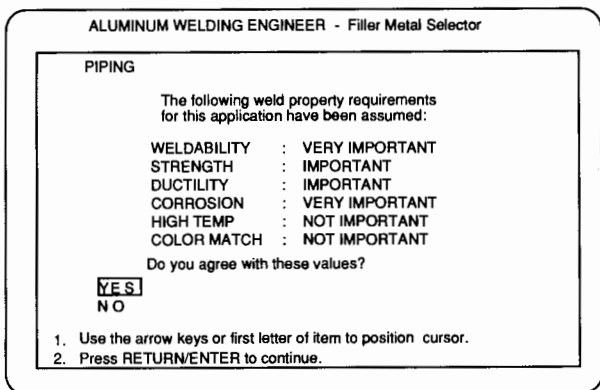 ALUMINUM WELDING ENGINEER - Filler Metal Selector
PIPING
The following weld property requirements
for this application have been assumed:
WELDABILITY : VERY IMPORTANT
STRENGTH : IMPORTANT
DUCTILITY : IMPORTANT
CORROSION : VERY IMPORTANT
HIGH TEMP : NOT IMPORTANT
COLOR MATCH : NOT IMPORTANT
Do you agree with these values?
YES
NO
1. Use the arrow keys or first letter of item to position cursor.
2. Press RETURN/ENTER to continue.